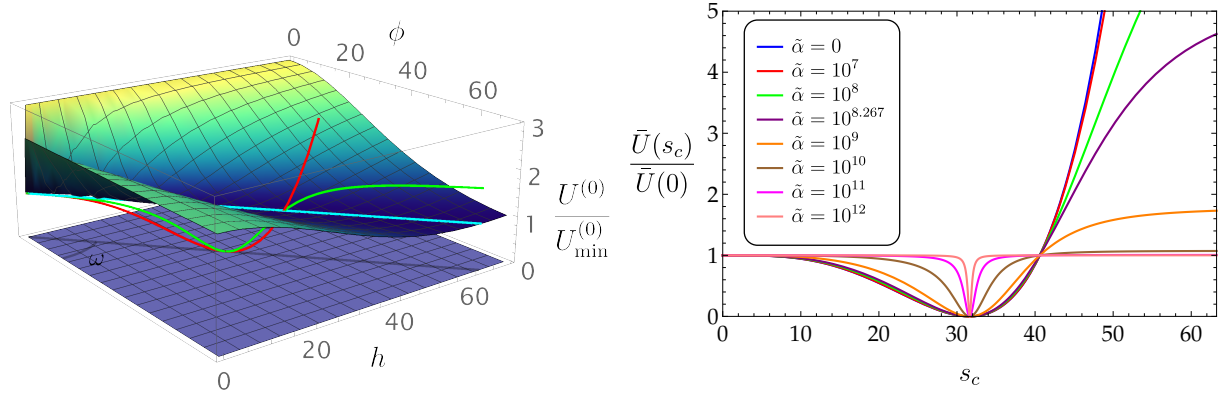 0
20
40
60
ϕ
3
2
1
0
U^{(0)}
U_{min}^{(0)}
ω
0
20
40
60
h
5
4
3
2
1
0
Ū(s_c)
Ū(0)
α̃ = 0
α̃ = 10^7
α̃ = 10^8
α̃ = 10^{8.267}
α̃ = 10^9
α̃ = 10^{10}
α̃ = 10^{11}
α̃ = 10^{12}
0 10 20 30 40 50 60
s_c